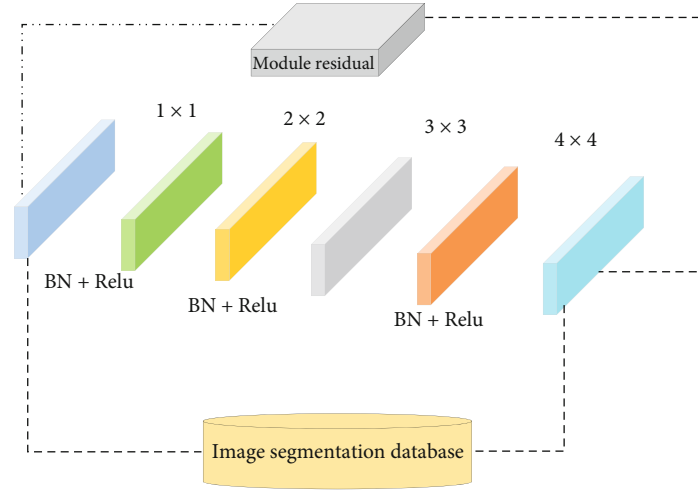 Module residual
1 × 1
2 × 2
3 × 3
4 × 4
BN + Relu
BN + Relu
BN + Relu
Image segmentation database